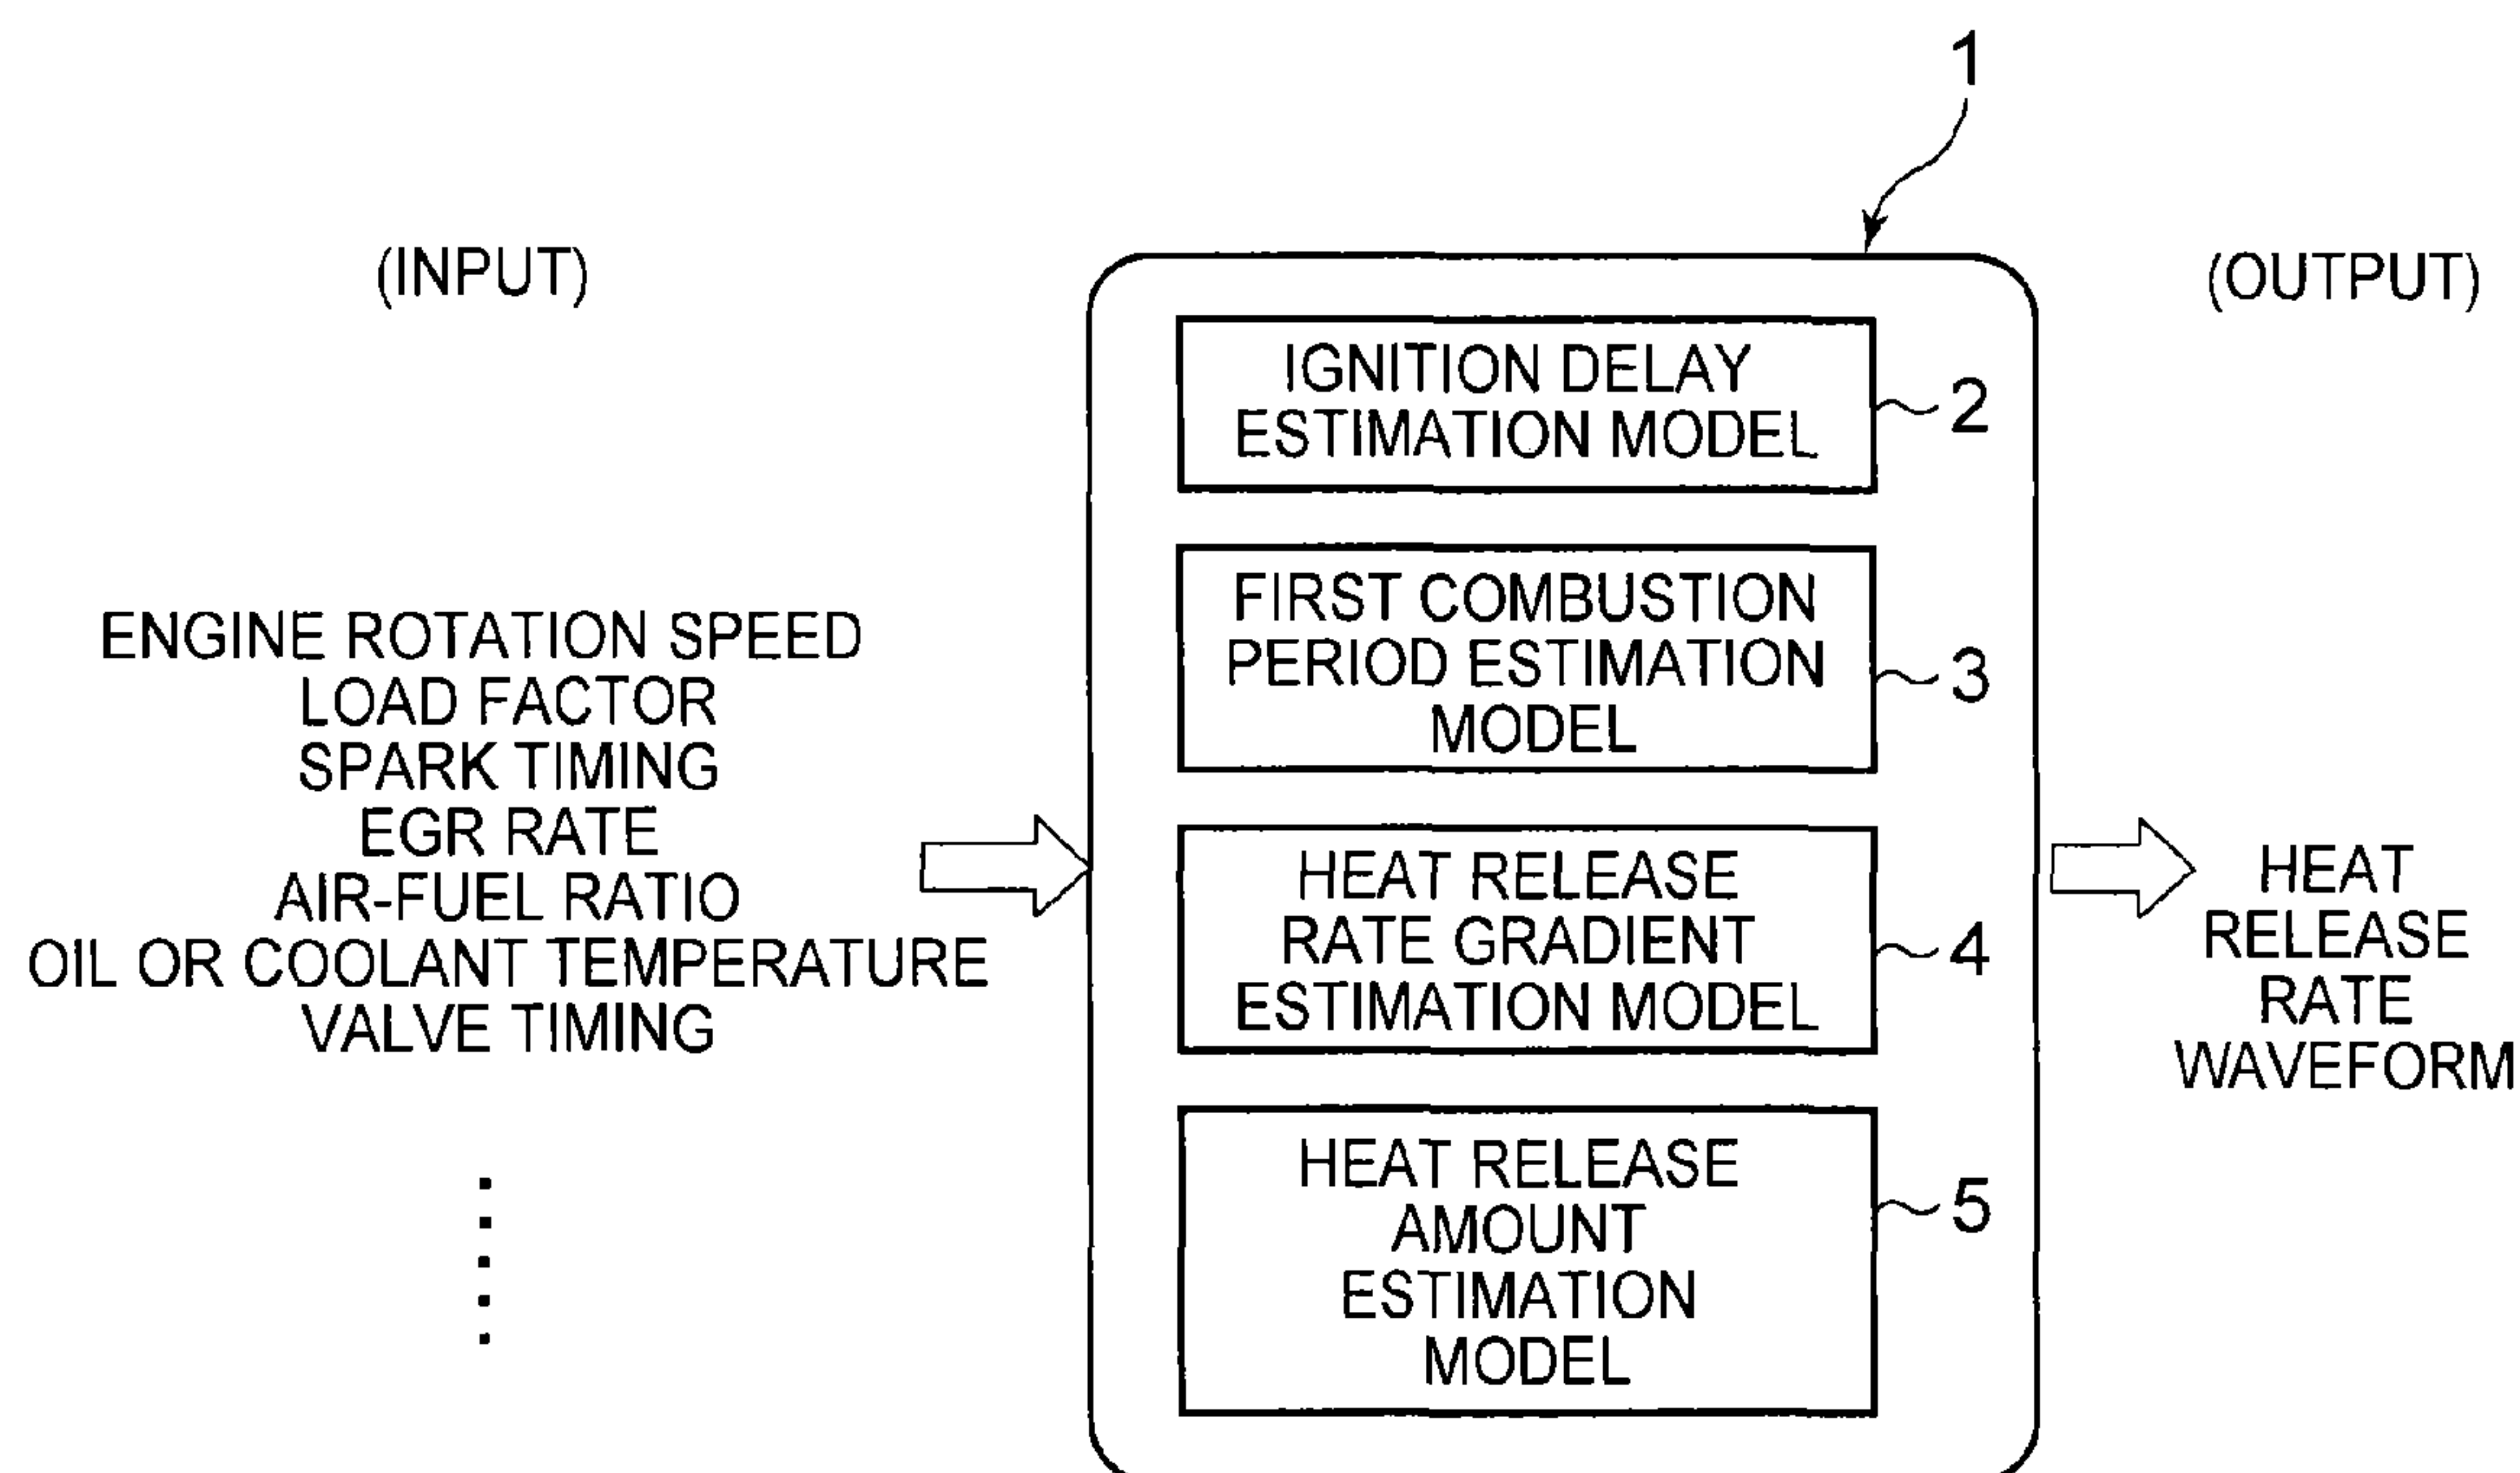 1
(INPUT)
(OUTPUT)
IGNITION DELAY
ESTIMATION MODEL
2
FIRST COMBUSTION
PERIOD ESTIMATION
MODEL
3
ENGINE ROTATION SPEED
LOAD FACTOR
SPARK TIMING
EGR RATE
AIR-FUEL RATIO
OIL OR COOLANT TEMPERATURE
VALVE TIMING
HEAT RELEASE
RATE GRADIENT
ESTIMATION MODEL
4
HEAT RELEASE
AMOUNT
ESTIMATION
MODEL
5
HEAT
RELEASE
RATE
WAVEFORM